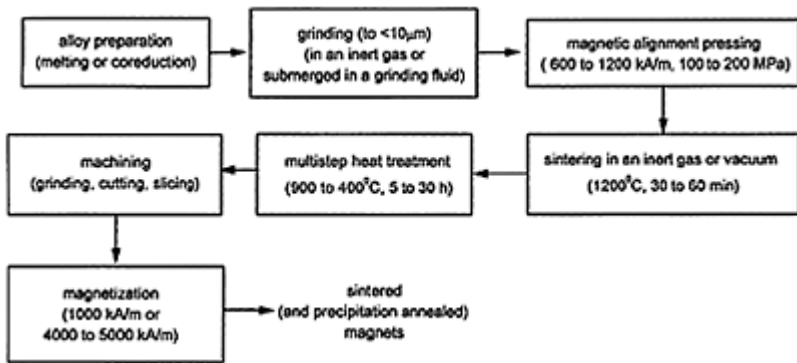 alloy preparation
(melting or coreduction)
grinding (to <10µm)
(in an inert gas or
submerged in a grinding fluid)
magnetic alignment pressing
( 600 to 1200 kA/m, 100 to 200 MPa)
sintering in an inert gas or vacuum
(1200°C, 30 to 60 min)
multistep heat treatment
(900 to 400°C, 5 to 30 h)
machining
(grinding, cutting, slicing)
magnetization
(1000 kA/m or
4000 to 5000 kA/m)
sintered
(and precipitation annealed)
magnets